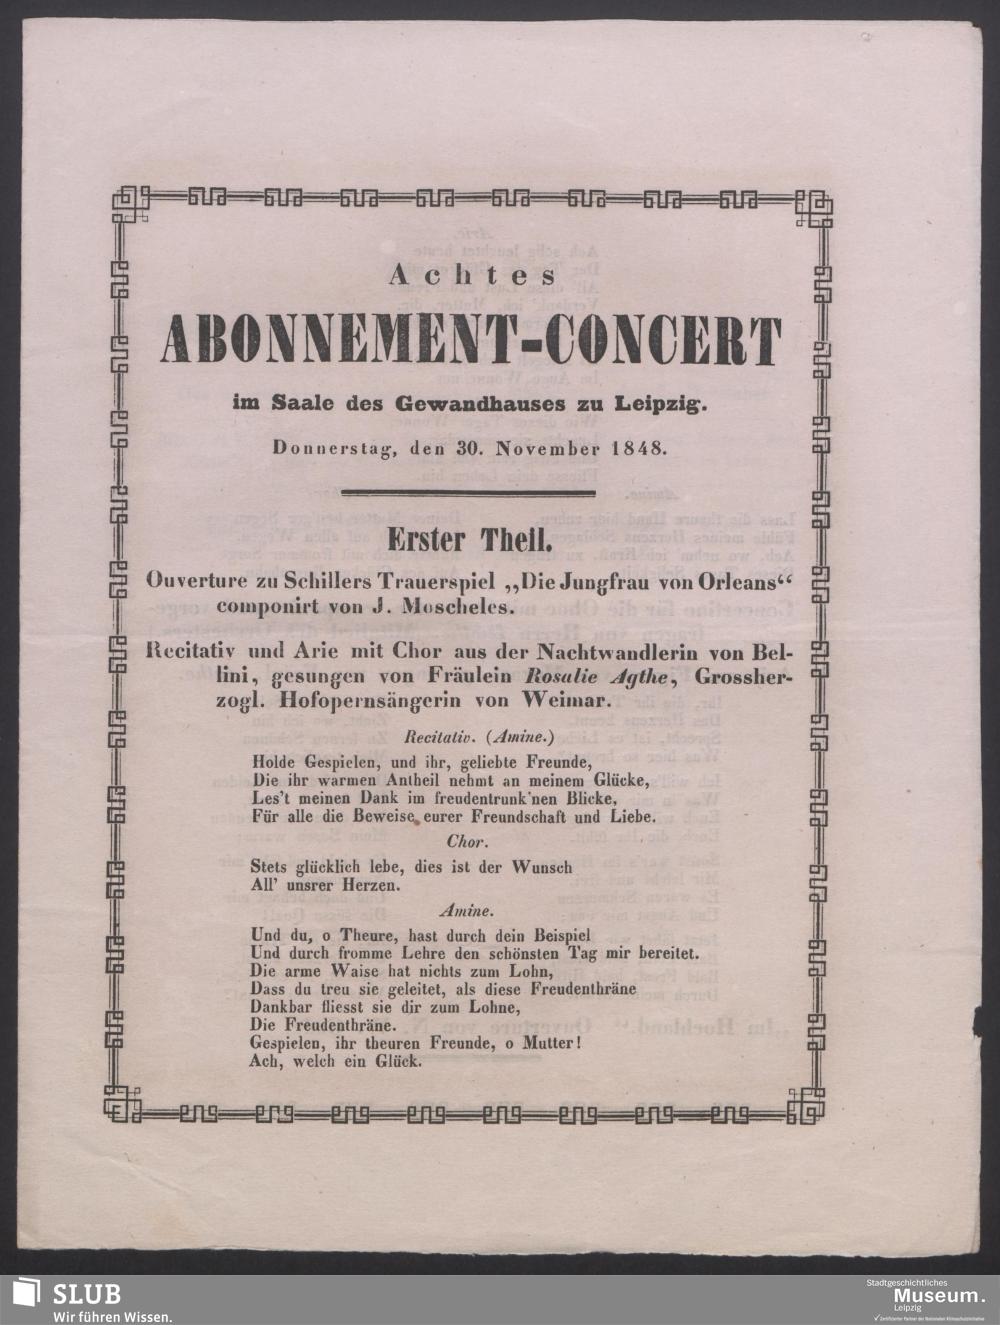 Achtes
ABONNEMENT-CONCERT
im Saale des Gewandhauses zu Leipzig.
Donnerstag, den 30. November 1848.
Erster Theil.
Ouverture zu Schillers Trauerspiel „Die Jungfrau von Orleans“
componirt von J. Moscheles.
Recitativ und Arie mit Chor aus der Nachtwandlerin von Bel-
lini, gesungen von Fräulein Rosalie Agthe, Grossher-
zogl. Hofopernsängerin von Weimar.
Recitativ. (Amine.)
Holde Gespielen, und ihr, geliebte Freunde,
Die ihr warmen Antheil nehmt an meinem Glücke,
Les't meinen Dank im freudentrunk'nen Blicke,
Für alle die Beweise eurer Freundschaft und Liebe.
Chor.
Stets glücklich lebe, dies ist der Wunsch
All' unsrer Herzen.
Amine.
Und du, o Theure, hast durch dein Beispiel
Und durch fromme Lehre den schönsten Tag mir bereitet.
Die arme Waise hat nichts zum Lohn,
Dass du treu sie geleitet, als diese Freudenthräne
Dankbar fliesst sie dir zum Lohne,
Die Freudenthräne.
Gespielen, ihr theuren Freunde, o Mutter!
Ach, welch ein Glück.
SLUB
Wir führen Wissen.
Stadtgeschichtliches
Museum.
Leipzig
Zertifizierter Partner der Nationalen Klimaschutzinitiative